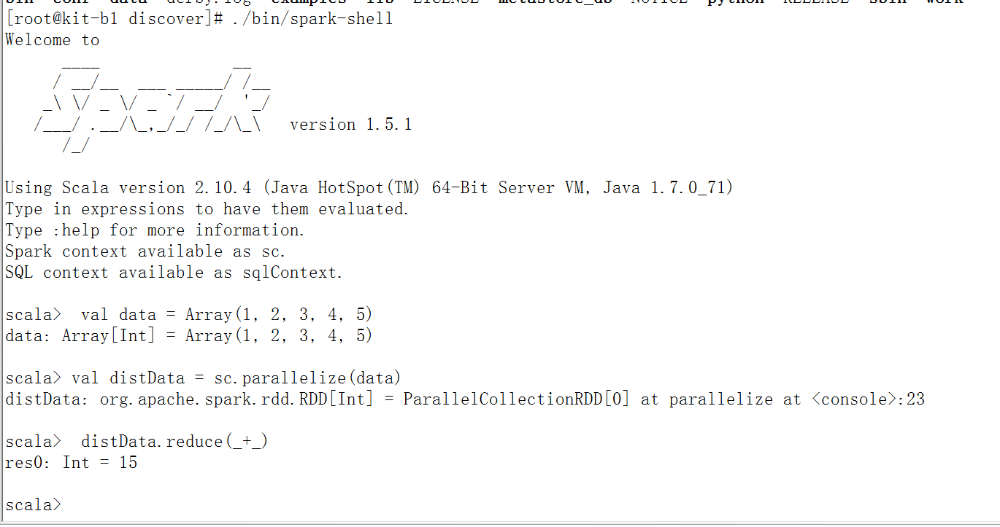 bin conf data derby.log examples lib LICENSE metastore_db NOTICE python RELEASE sbin work
[root@kit-b1 discover]# ./bin/spark-shell
Welcome to
      ____              __
     / __/__  ___ _____/ /__
    _\ \/ _ \/ _ `/ __/  '_/
   /___/ .__/\_,_/_/ /_/\_\   version 1.5.1
      /_/
Using Scala version 2.10.4 (Java HotSpot(TM) 64-Bit Server VM, Java 1.7.0_71)
Type in expressions to have them evaluated.
Type :help for more information.
Spark context available as sc.
SQL context available as sqlContext.
scala>  val data = Array(1, 2, 3, 4, 5)
data: Array[Int] = Array(1, 2, 3, 4, 5)
scala> val distData = sc.parallelize(data)
distData: org.apache.spark.rdd.RDD[Int] = ParallelCollectionRDD[0] at parallelize at <console>:23
scala>  distData.reduce(_+_)
res0: Int = 15
scala>